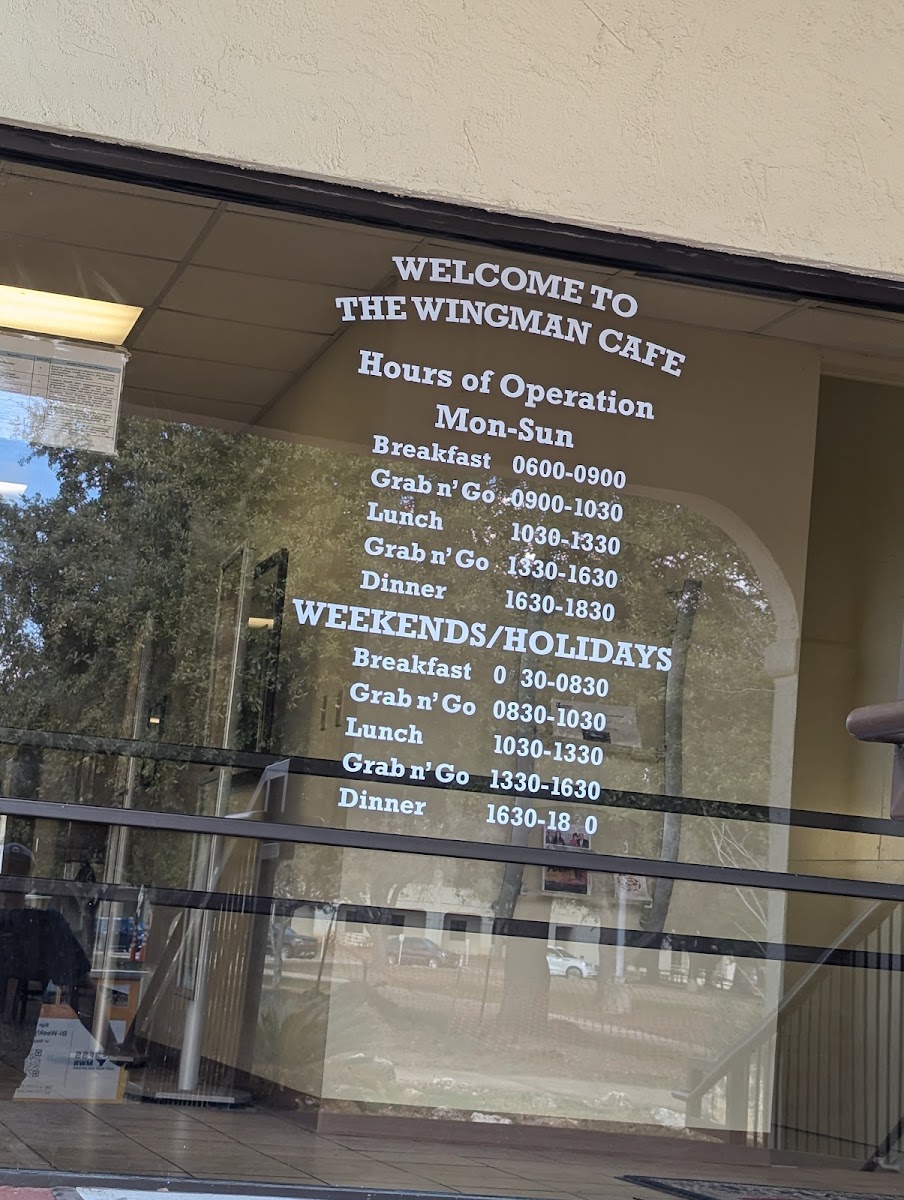 WELCOME TO
THE WINGMAN CAFE
Hours of Operation
Mon-Sun
Breakfast 0600-0900
Grab n' Go 0900-1030
Lunch 1030-1330
Grab n' Go 1330-1630
Dinner 1630-1830
WEEKENDS/HOLIDAYS
Breakfast 0 30-0830
Grab n' Go 0830-1030
Lunch 1030-1330
Grab n' Go 1330-1630
Dinner 1630-18 0